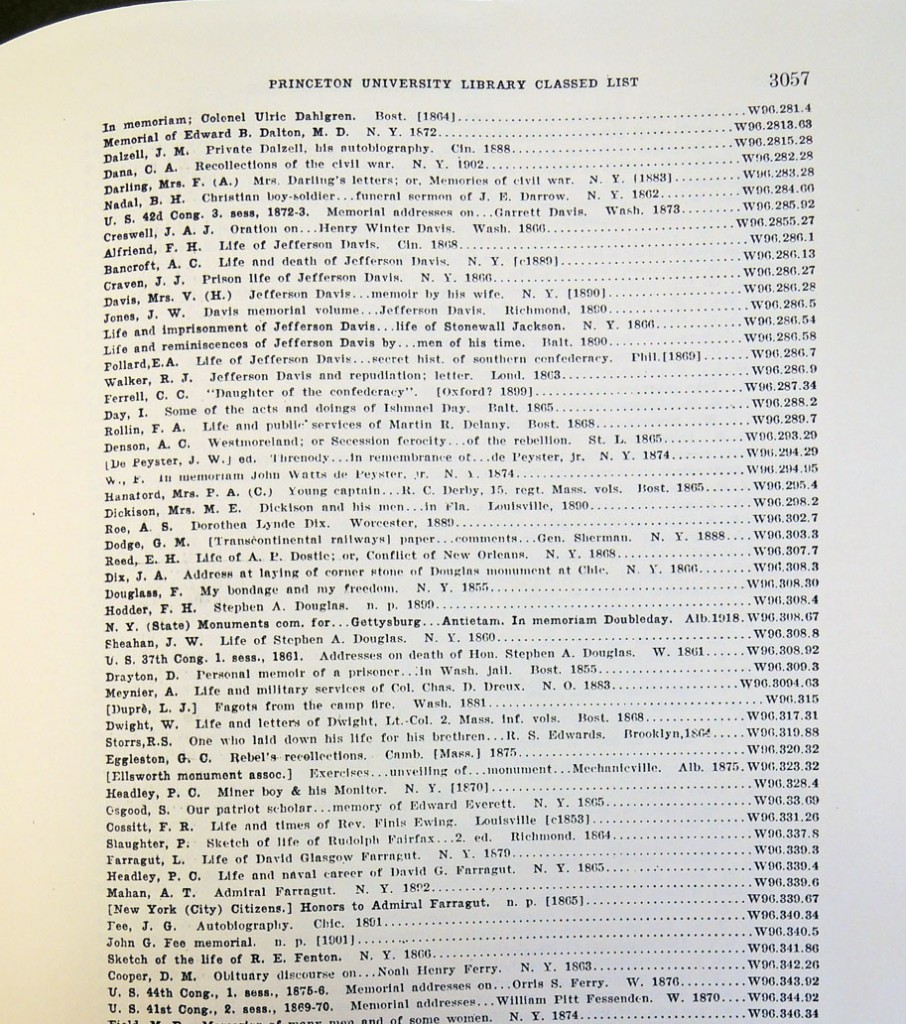 PRINCETON UNIVERSITY LIBRARY CLASSED LIST 3057
In memoriam; Colonel Ulric Dahlgren. Bost. [1864]...W96.281.4
Memorial of Edward B. Dalton, M. D. N. Y. 1872...W96.2813.63
Dalzell, J. M. Private Dalzell, his autobiography. Cin. 1888...W96.2815.28
Dana, C. A. Recollections of the civil war. N. Y. 1902...W96.282.28
Darling, Mrs. F. (A.) Mrs. Darling's letters; or, Memories of civil war. N. Y. [1883]...W96.283.28
Nadal, B. H. Christian boy-soldier...funeral sermon of J. E. Darrow. N. Y. 1862...W96.284.66
U. S. 42d Cong. 3. sess, 1872-3. Memorial addresses on...Garrett Davis. Wash. 1873...W96.285.92
Creswell, J. A. J. Oration on...Henry Winter Davis. Wash. 1866...W96.2855.27
Alfriend, F. H. Life of Jefferson Davis. Cin. 1868...W96.286.1
Bancroft, A. C. Life and death of Jefferson Davis. N. Y. [c1889]...W96.286.13
Craven, J. J. Prison life of Jefferson Davis. N. Y. 1866...W96.286.27
Davis, Mrs. V. (H.) Jefferson Davis...memoir by his wife. N. Y. [1890]...W96.286.28
Jones, J. W. Davis memorial volume...Jefferson Davis. Richmond, 1890...W96.286.5
Life and imprisonment of Jefferson Davis...life of Stonewall Jackson. N. Y. 1866...W96.286.54
Life and reminiscences of Jefferson Davis by...men of his time. Balt. 1890...W96.286.58
Pollard,E.A. Life of Jefferson Davis...secret hist. of southern confederacy. Phil.[1869]...W96.286.7
Walker, R. J. Jefferson Davis and repudiation; letter. Lond. 1863...W96.286.9
Ferrell, C. C. "Daughter of the confederacy". [Oxford? 1899]...W96.287.34
Day, I. Some of the acts and doings of Ishmael Day. Balt. 1865...W96.288.2
Rollin, F. A. Life and public services of Martin R. Delany. Bost. 1868...W96.289.7
Denson, A. C. Westmoreland; or Secession ferocity...of the rebellion. St. L. 1865...W96.293.29
[De Peyster, J. W.] ed. Threnody...in remembrance of...de Peyster, jr. N. Y. 1874...W96.294.29
W., F. In memoriam John Watts de Peyster, jr. N. Y. 1874...W96.294.95
Hanaford, Mrs. P. A. (C.) Young captain...R. C. Derby, 15. regt. Mass. vols. Bost. 1865...W96.295.4
Dickison, Mrs. M. E. Dickison and his men...in Fla. Louisville, 1890...W96.298.2
Roe, A. S. Dorothea Lynde Dix. Worcester, 1889...W96.302.7
Dodge, G. M. [Transcontinental railways] paper...comments...Gen. Sherman. N. Y. 1888...W96.303.3
Reed, E. H. Life of A. P. Dostie; or, Conflict of New Orleans. N. Y. 1868...W96.307.7
Dix, J. A. Address at laying of corner stone of Douglas monument at Chic. N. Y. 1866...W96.308.3
Douglass, F. My bondage and my freedom. N. Y. 1855...W96.308.30
Hodder, F. H. Stephen A. Douglas. n. p. 1899...W96.308.4
N. Y. (State) Monuments com. for...Gettysburg...Antietam. In memoriam Doubleday. Alb.1918.W96.308.67
Sheahan, J. W. Life of Stephen A. Douglas. N. Y. 1860...W96.308.8
U. S. 37th Cong. 1. sess., 1861. Addresses on death of Hon. Stephen A. Douglas. W. 1861...W96.308.92
Drayton, D. Personal memoir of a prisoner...in Wash. jail. Bost. 1855...W96.309.3
Meynier, A. Life and military services of Col. Chas. D. Dreux. N. O. 1883...W96.3094.63
[Duprè, L. J.] Fagots from the camp fire. Wash. 1881...W96.315
Dwight, W. Life and letters of Dwight, Lt.-Col. 2. Mass. inf. vols. Bost. 1868...W96.317.31
Storrs,R.S. One who laid down his life for his brethren...R. S. Edwards. Brooklyn,1864...W96.319.88
Eggleston, G. C. Rebel's recollections. Camb. [Mass.] 1875...W96.320.32
[Ellsworth monument assoc.] Exercises...unveiling of...monument...Mechanicville. Alb. 1875.W96.323.32
Headley, P. C. Miner boy & his Monitor. N. Y. [1870]...W96.328.4
Osgood, S. Our patriot scholar...memory of Edward Everett. N. Y. 1865...W96.33.69
Cossitt, F. R. Life and times of Rev. Finis Ewing. Louisville [c1853]...W96.331.26
Slaughter, P. Sketch of life of Rudolph Fairfax...2. ed. Richmond. 1864...W96.337.8
Farragut, L. Life of David Glasgow Farragut. N. Y. 1879...W96.339.3
Headley, P. C. Life and naval career of David G. Farragut. N. Y. 1865...W96.339.4
Mahan, A. T. Admiral Farragut. N. Y. 1892...W96.339.6
[New York (City) Citizens.] Honors to Admiral Farragut. n. p. [1865]...W96.339.67
Fee, J. G. Autobiography. Chic. 1891...W96.340.34
John G. Fee memorial. n. p. [1901]...W96.340.5
Sketch of the life of R. E. Fenton. N. Y. 1866...W96.341.86
Cooper, D. M. Obituary discourse on...Noah Henry Ferry. N. Y. 1863...W96.342.26
U. S. 44th Cong., 1. sess., 1875-6. Memorial addresses on...Orris S. Ferry. W. 1876...W96.343.92
U. S. 41st Cong., 2. sess., 1869-70. Memorial addresses...William Pitt Fessenden. W. 1870...W96.344.92
Field, M. B. Memories of many men and of some women. N. Y. 1874...W96.346.34